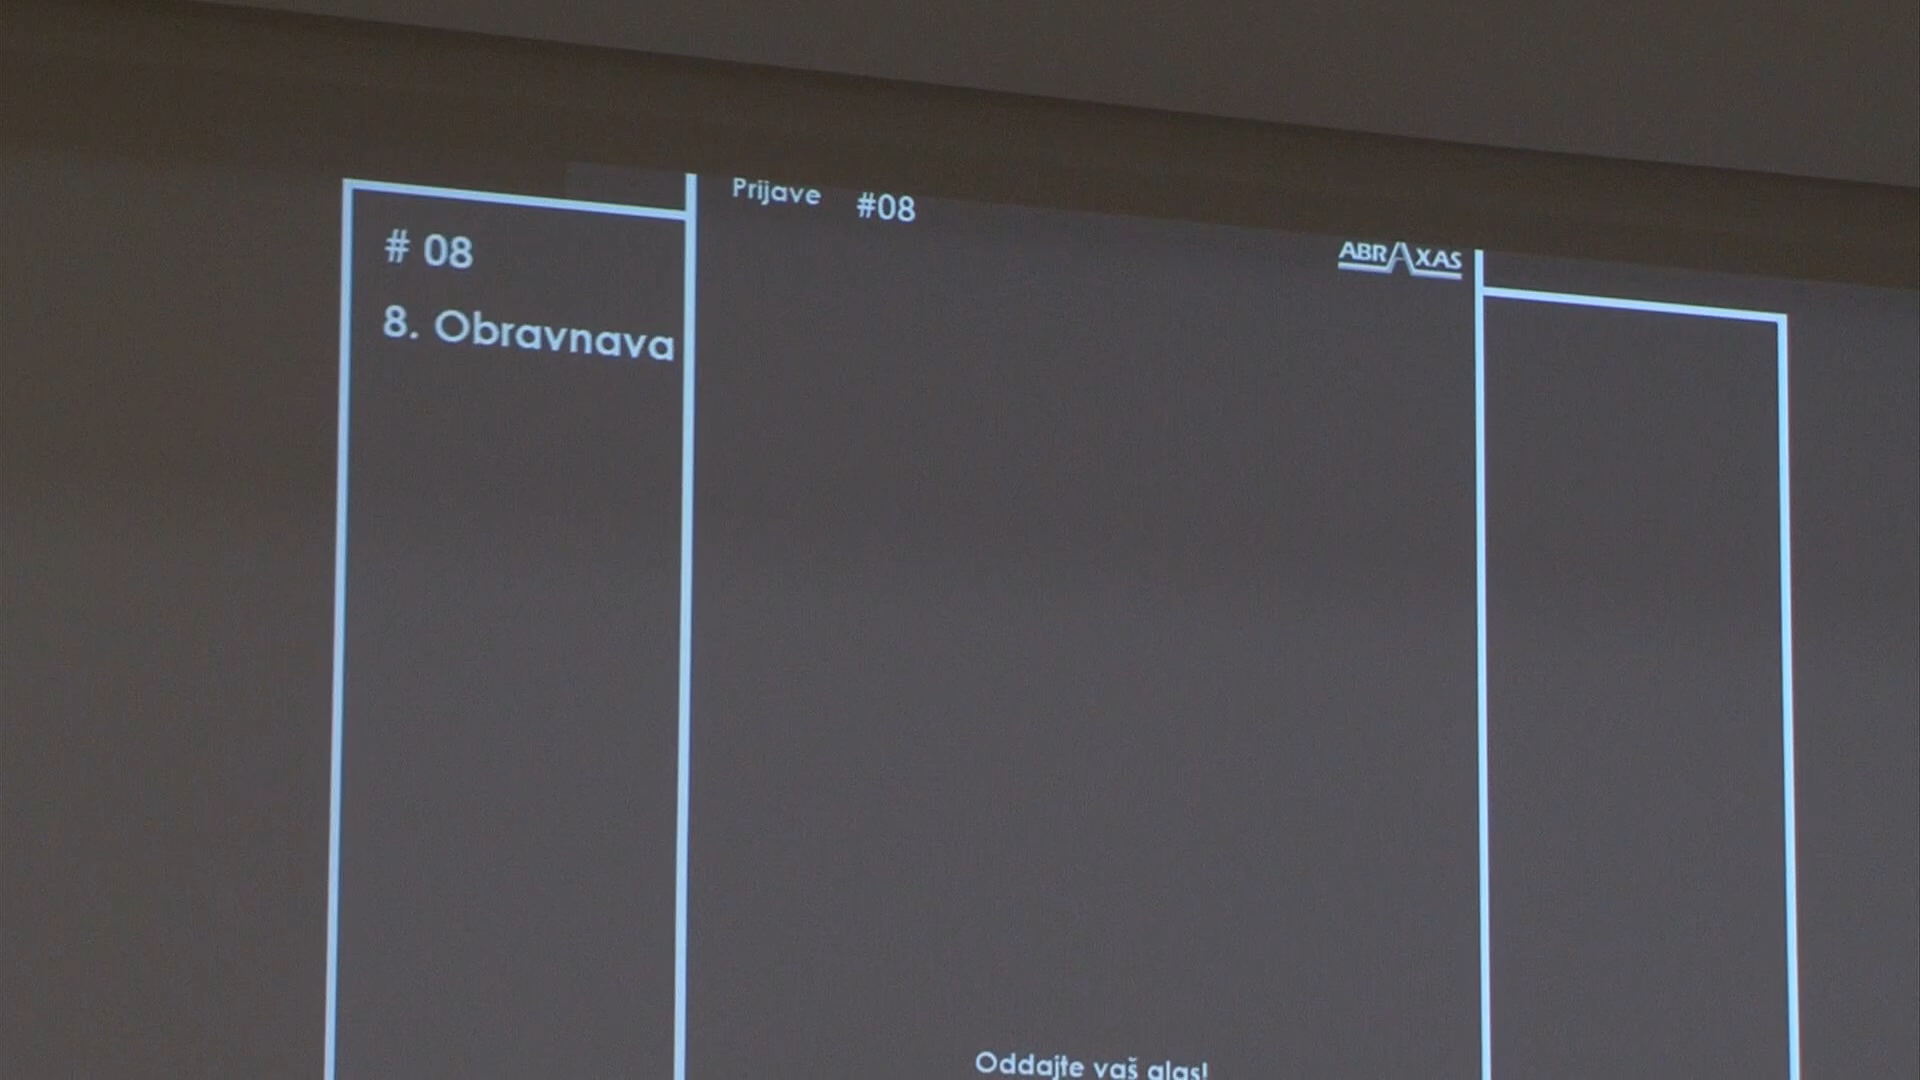 # 08
8. Obravnava
Prijave #08
ABRAXAS
Oddajte vaš glas!